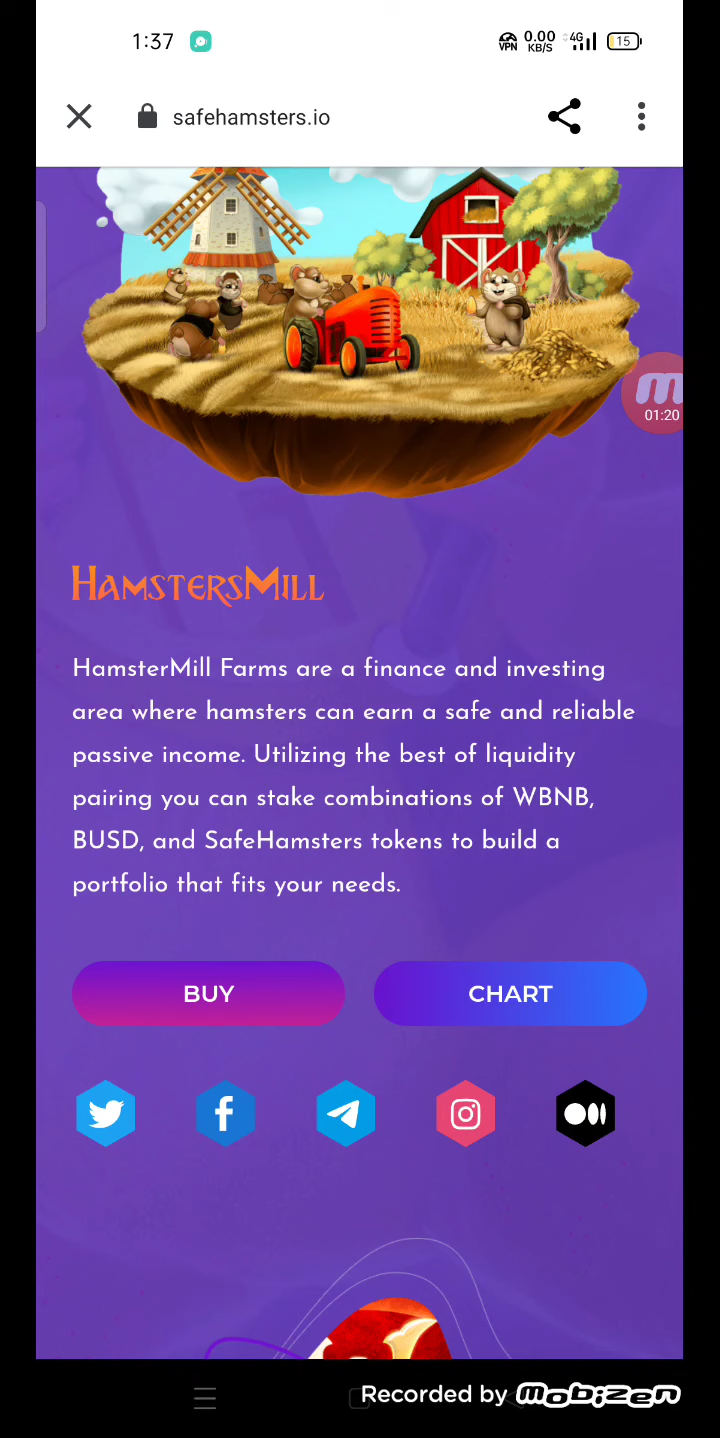 1:37
VPN 0.00 KB/S 4G 15
safehamsters.io
m
01:20
HamstersMill
HamsterMill Farms are a finance and investing
area where hamsters can earn a safe and reliable
passive income. Utilizing the best of liquidity
pairing you can stake combinations of WBNB,
BUSD, and SafeHamsters tokens to build a
portfolio that fits your needs.
BUY CHART
Recorded by mobizen